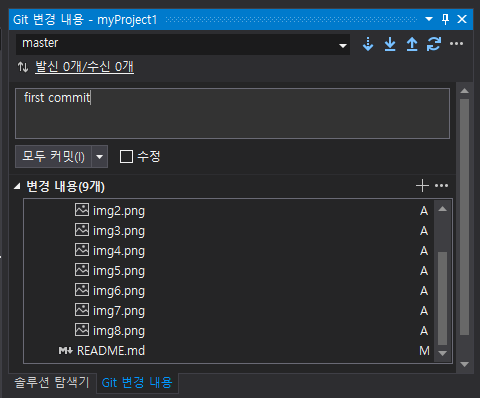 Git 변경 내용 - myProject1
master
발신 0개/수신 0개
first commit
모두 커밋(I) 수정
변경 내용(9개)
img2.png A
img3.png A
img4.png A
img5.png A
img6.png A
img7.png A
img8.png A
M↓ README.md M
솔루션 탐색기 Git 변경 내용